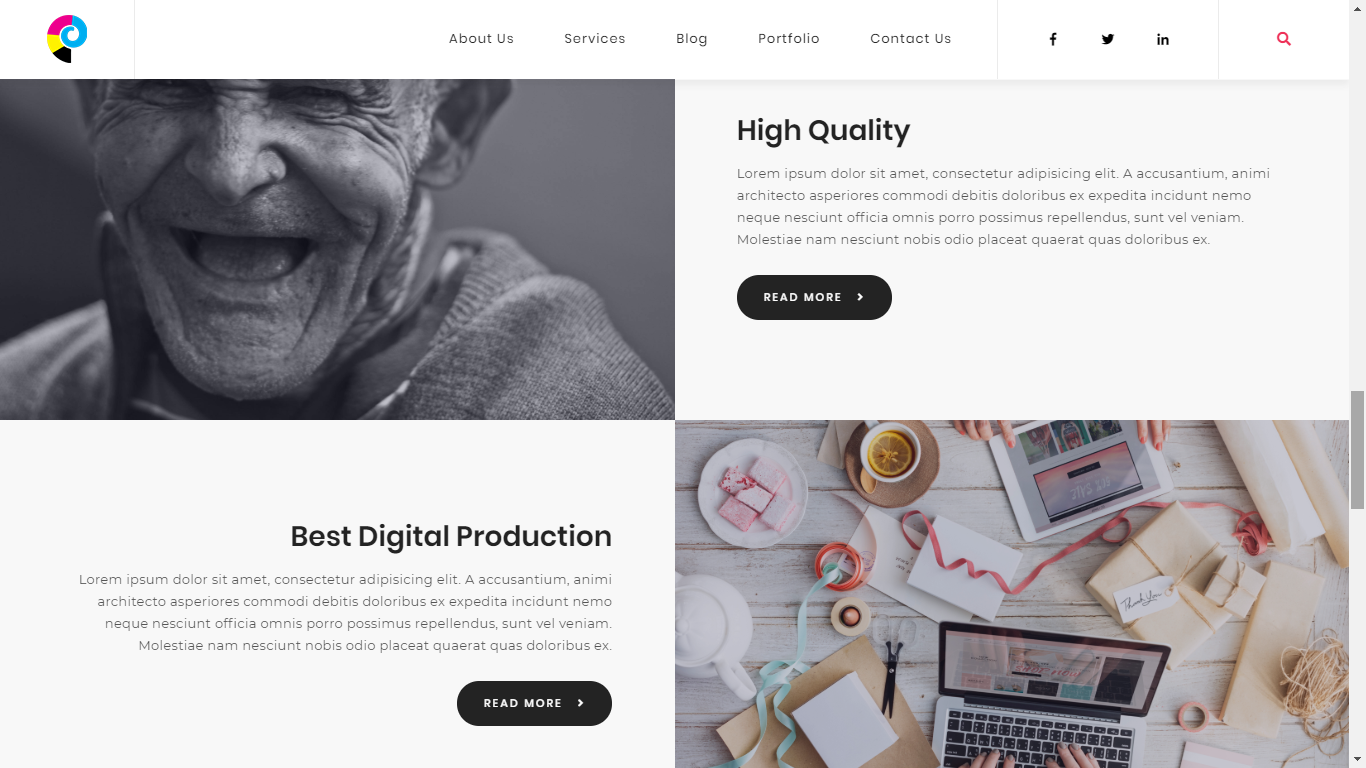 About Us
Services
Blog
Portfolio
Contact Us
High Quality
Lorem ipsum dolor sit amet, consectetur adipisicing elit. A accusantium, animi
architecto asperiores commodi debitis doloribus ex expedita incidunt nemo
neque nesciunt officia omnis porro possimus repellendus, sunt vel veniam.
Molestiae nam nesciunt nobis odio placeat quaerat quas doloribus ex.
READ MORE
Best Digital Production
Lorem ipsum dolor sit amet, consectetur adipisicing elit. A accusantium, animi
architecto asperiores commodi debitis doloribus ex expedita incidunt nemo
neque nesciunt officia omnis porro possimus repellendus, sunt vel veniam.
Molestiae nam nesciunt nobis odio placeat quaerat quas doloribus ex.
READ MORE
Thank You